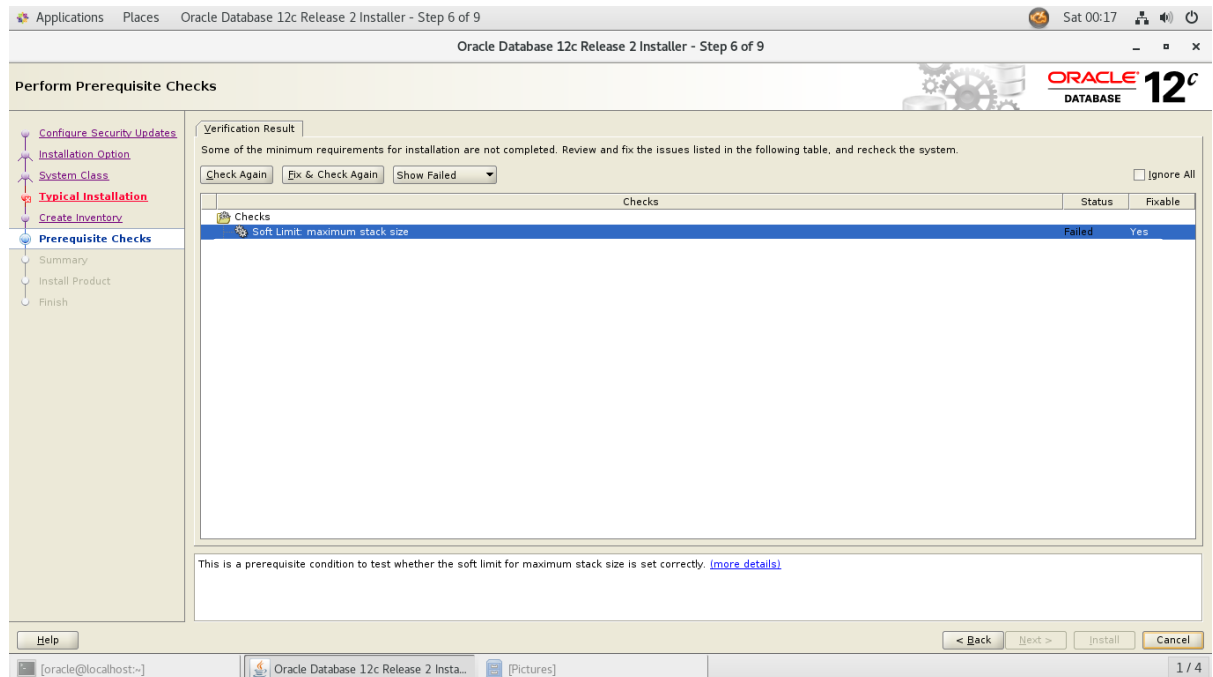 Applications Places Oracle Database 12c Release 2 Installer - Step 6 of 9 Sat 00:17
Oracle Database 12c Release 2 Installer - Step 6 of 9
Perform Prerequisite Checks
ORACLE DATABASE 12c
Configure Security Updates
Installation Option
System Class
Typical Installation
Create Inventory
Prerequisite Checks
Summary
Install Product
Finish
Verification Result
Some of the minimum requirements for installation are not completed. Review and fix the issues listed in the following table, and recheck the system.
Check Again Fix & Check Again Show Failed Ignore All
Checks Status Fixable
Checks
Soft Limit: maximum stack size Failed Yes
This is a prerequisite condition to test whether the soft limit for maximum stack size is set correctly. (more details)
Help < Back Next > Install Cancel
[oracle@localhost:~] Oracle Database 12c Release 2 Insta... [Pictures] 1 / 4